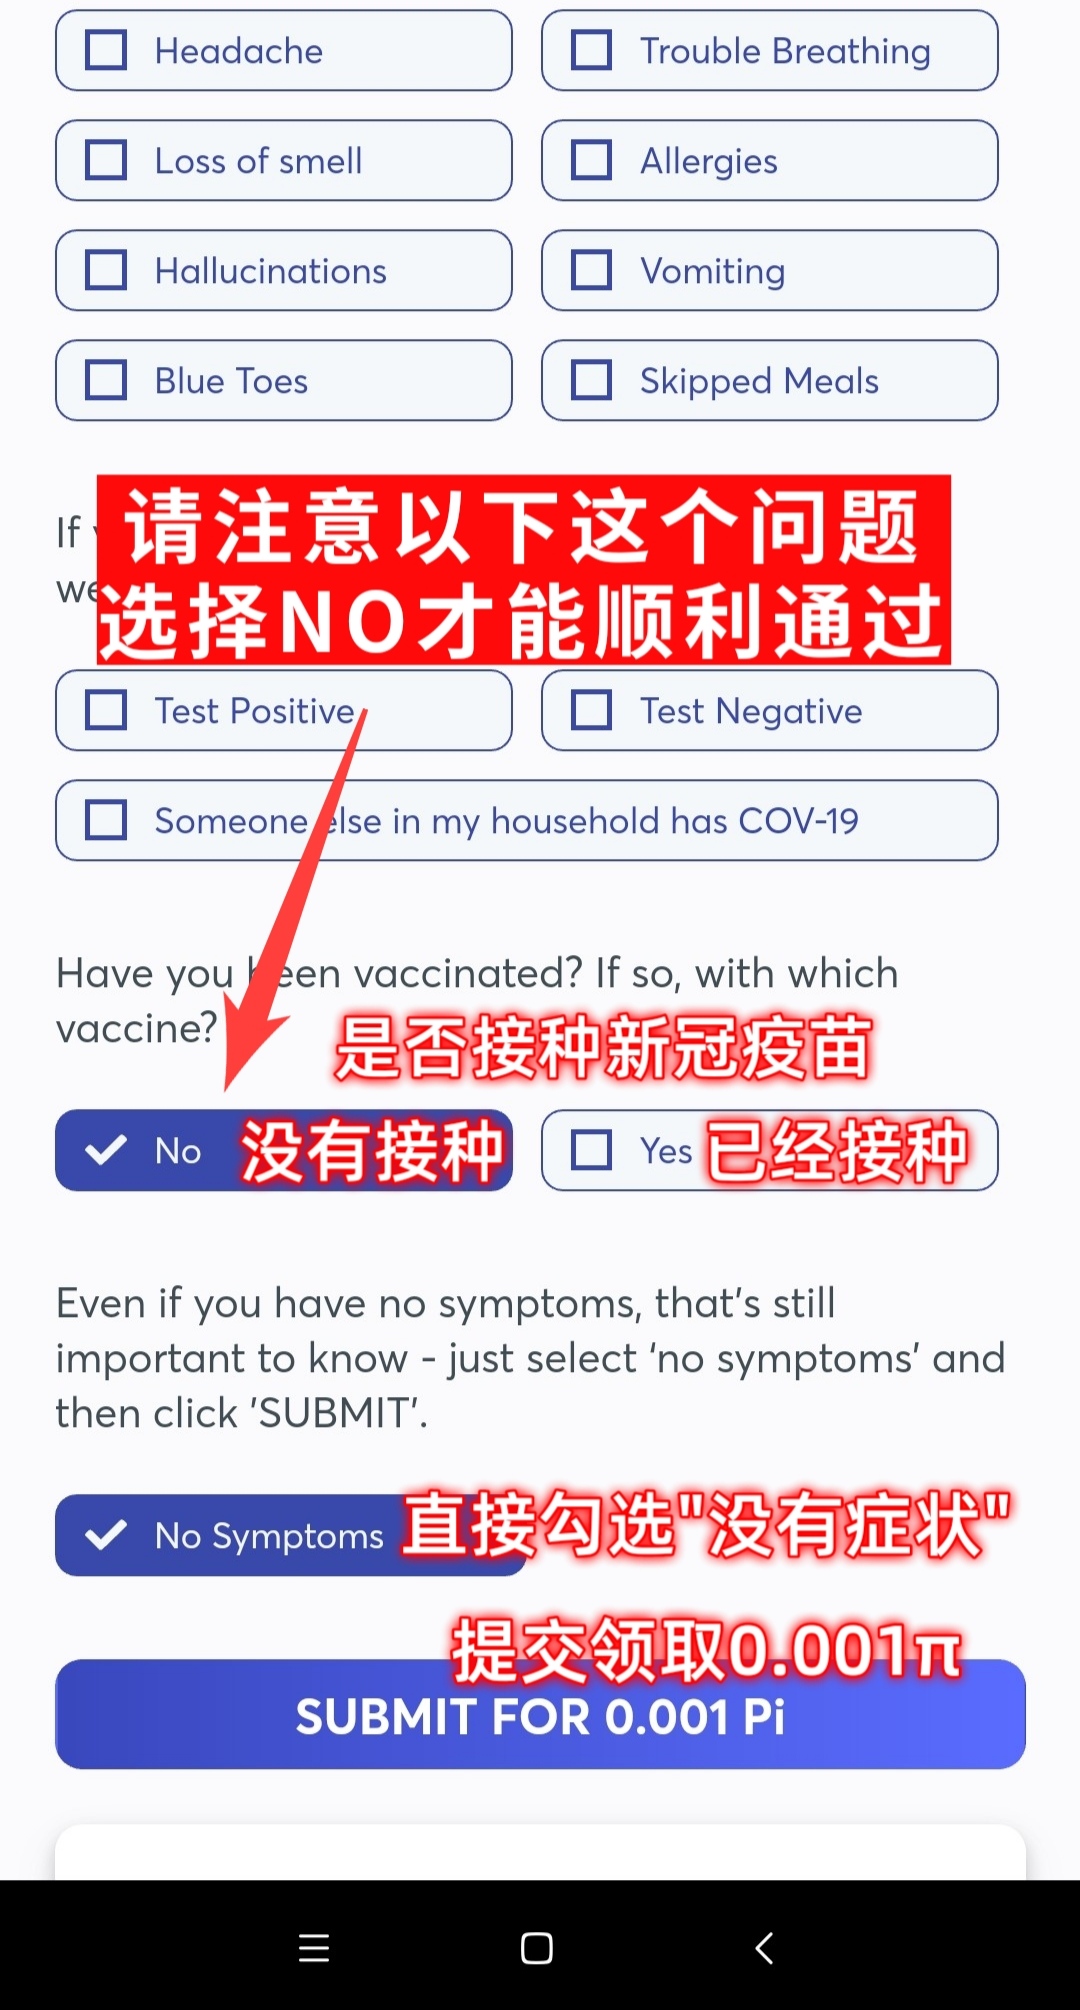 Headache
Trouble Breathing
Loss of smell
Allergies
Hallucinations
Vomiting
Blue Toes
Skipped Meals
If
请注意以下这个问题
选择NO才能顺利通过
Test Positive
Test Negative
Someone else in my household has COV-19
Have you been vaccinated? If so, with which
vaccine?
是否接种新冠疫苗
No
没有接种
Yes
已经接种
Even if you have no symptoms, that's still
important to know - just select ‘no symptoms’ and
then click 'SUBMIT'.
No Symptoms
直接勾选"没有症状"
提交领取0.001π
SUBMIT FOR 0.001 Pi